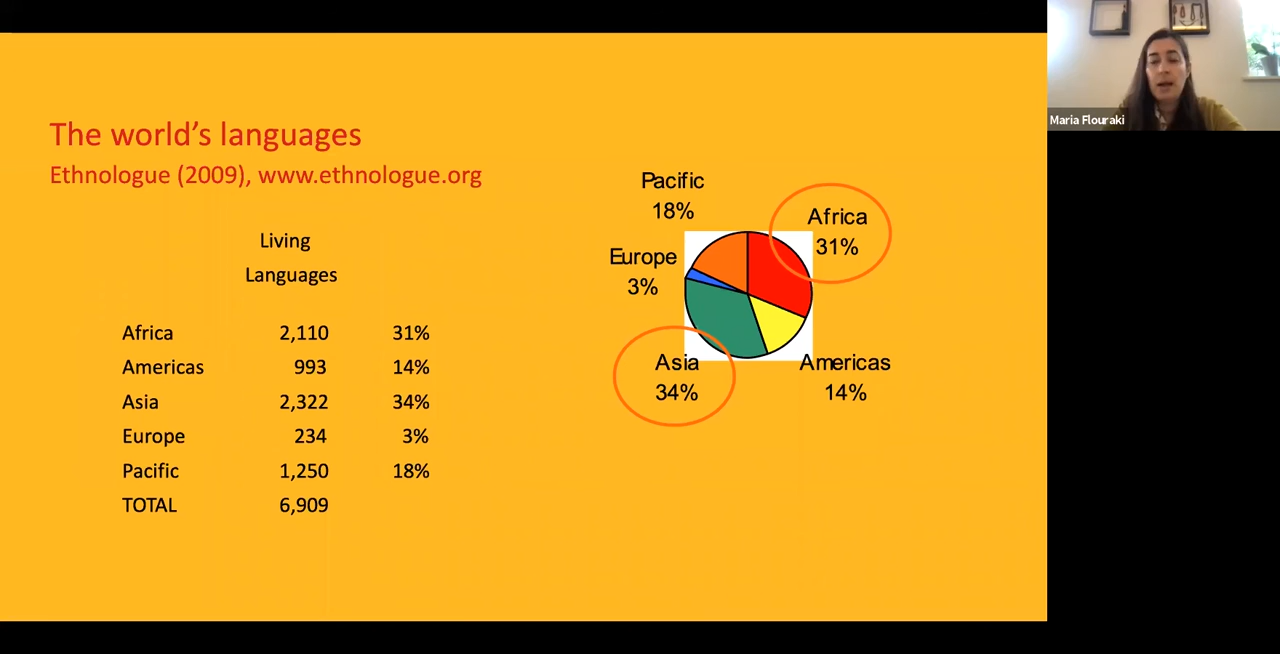 The world's languages
Ethnologue (2009), www.ethnologue.org
Living
Languages
Africa 2,110 31%
Americas 993 14%
Asia 2,322 34%
Europe 234 3%
Pacific 1,250 18%
TOTAL 6,909
Pacific
18%
Africa
31%
Europe
3%
Asia
34%
Americas
14%
Maria Flouraki